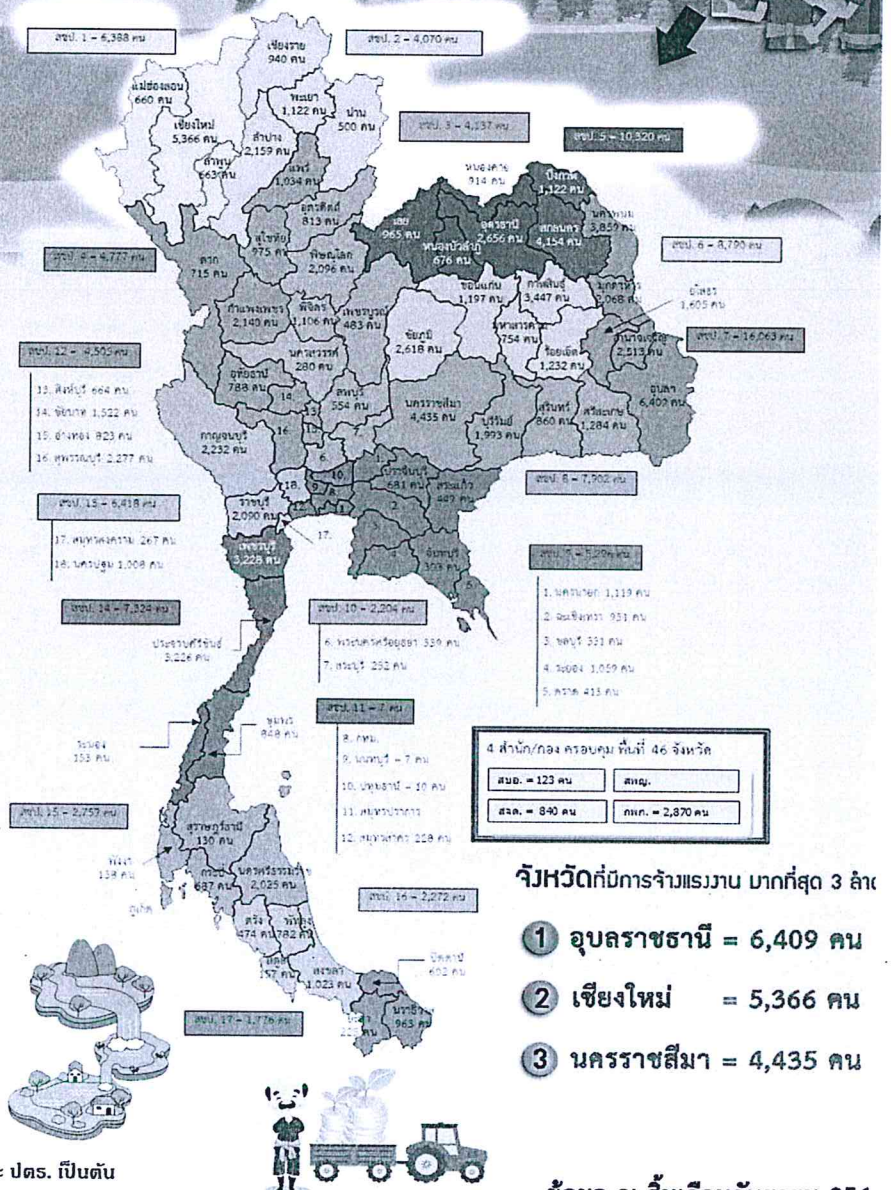 สชป. 1 - 6,388 คน
สชป. 2 - 4,070 คน
เชียงราย
940 คน
แม่ฮ่องสอน
660 คน
พะเยา
1,122 คน
น่าน
500 คน
เชียงใหม่
5,366 คน
ลำปาง
2,159 คน
ลำพูน
663 คน
แพร่
1,034 คน
สชป. 3 - 4,137 คน
สชป. 5 - 10,320 คน
หนองคาย
914 คน
บึงกาฬ
1,122 คน
อุตรดิตถ์
813 คน
เลย
965 คน
อุดรธานี
2,656 คน
สกลนคร
4,154 คน
นครพนม
3,859 คน
หนองบัวลำภู
676 คน
สชป. 4 - 4,777 คน
สชป. 6 - 8,790 คน
ตาก
715 คน
สุโขทัย
975 คน
พิษณุโลก
2,096 คน
ขอนแก่น
1,197 คน
กาฬสินธุ์
3,447 คน
มุกดาหาร
2,068 คน
ยโสธร
1,605 คน
กำแพงเพชร
2,140 คน
พิจิตร
1,106 คน
เพชรบูรณ์
483 คน
ชัยภูมิ
2,618 คน
มหาสารคาม
754 คน
ร้อยเอ็ด
1,232 คน
อำนาจเจริญ
2,513 คน
สชป. 7 - 16,063 คน
สชป. 12 -
นครสวรรค์
280 คน
อุทัยธานี
788 คน
ลพบุรี
554 คน
นครราชสีมา
4,435 คน
บุรีรัมย์
1,993 คน
สุรินทร์
860 คน
ศรีสะเกษ
1,284 คน
อุบลฯ
6,409 คน
13. สิงห์บุรี 664 คน
14. ชัยนาท 1,522 คน
15. อ่างทอง 823 คน
16. สุพรรณบุรี 2,277 คน
กาญจนบุรี
2,232 คน
14.
13.
16.
6.
ปราจีนบุรี
681 คน
สระแก้ว
449 คน
สชป. 8 - 7,902 คน
18.
10.
9.
8.
ราชบุรี
2,090 คน
17.
เพชรบุรี
3,228 คน
จันทบุรี
17. สมุทรสงคราม 267 คน
18. นครปฐม 1,008 คน
สชป. 14 - 7,324 คน
สชป. 10 - 2,204 คน
6. พระนครศรีอยุธยา
7. สระบุรี 252 คน
1. นครนายก 1,119 คน
2. ฉะเชิงเทรา 931 คน
3. ชลบุรี 331 คน
4. ระยอง 1,059 คน
5. ตราด 415 คน
ประจวบคีรีขันธ์
สชป. 11 - 7 คน
ชุมพร
848 คน
ระนอง
153 คน
8. กทม.
9. นนทบุรี - 7 คน
10. ปทุมธานี -
11. สมุทรปราการ
12. สมุทรสาคร
4 สำนัก/กอง ครอบคุม พื้นที่ 46 จังหวัด
สบอ. = 123 คน
สพญ.
สจด. = 840 คน
กพก. = 2,870 คน
สุราษฎร์ธานี
130 คน
พังงา
กระบี่
687 คน
นครศรีธรรมราช
2,025 คน
ภูเก็ต
สชป. 16 - 2,272 คน
ตรัง
474 คน
พัทลุง
782 คน
สตูล
สงขลา
1,023 คน
ปัตตานี
นราธิวาส
963 คน
สชป. 17 - 1,776 คน
จังหวัดที่มีการจ้างแรงงาน มากที่สุด 3
1 อุบลราชธานี = 6,409 คน
2 เชียงใหม่ = 5,366 คน
3 นครราชสีมา = 4,435 คน
ปตร. เป็นต้น